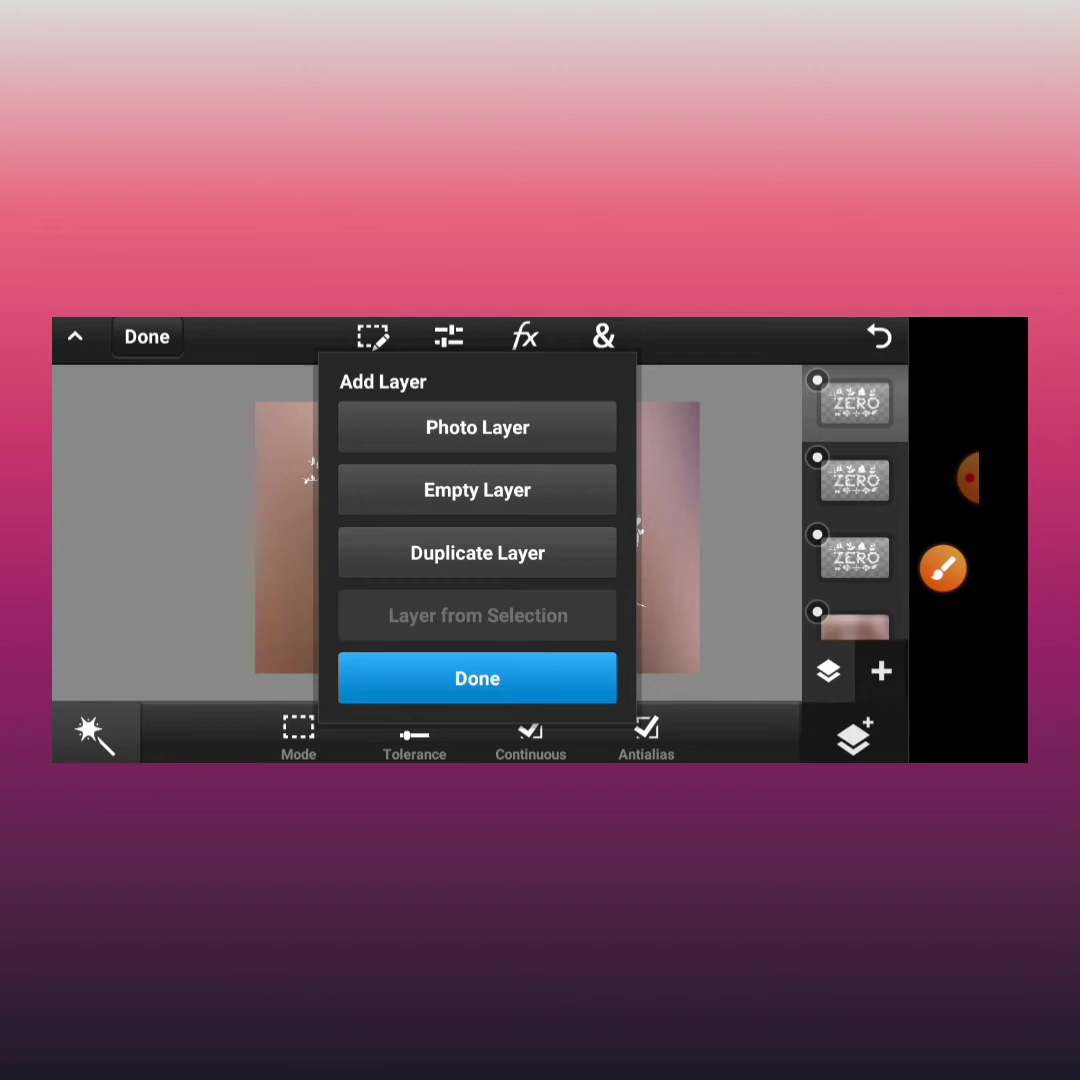 Done
fx
&
Add Layer
Photo Layer
Empty Layer
Duplicate Layer
Layer from Selection
Done
ZERO
ZERO
ZERO
Mode
Tolerance
Continuous
Antialias